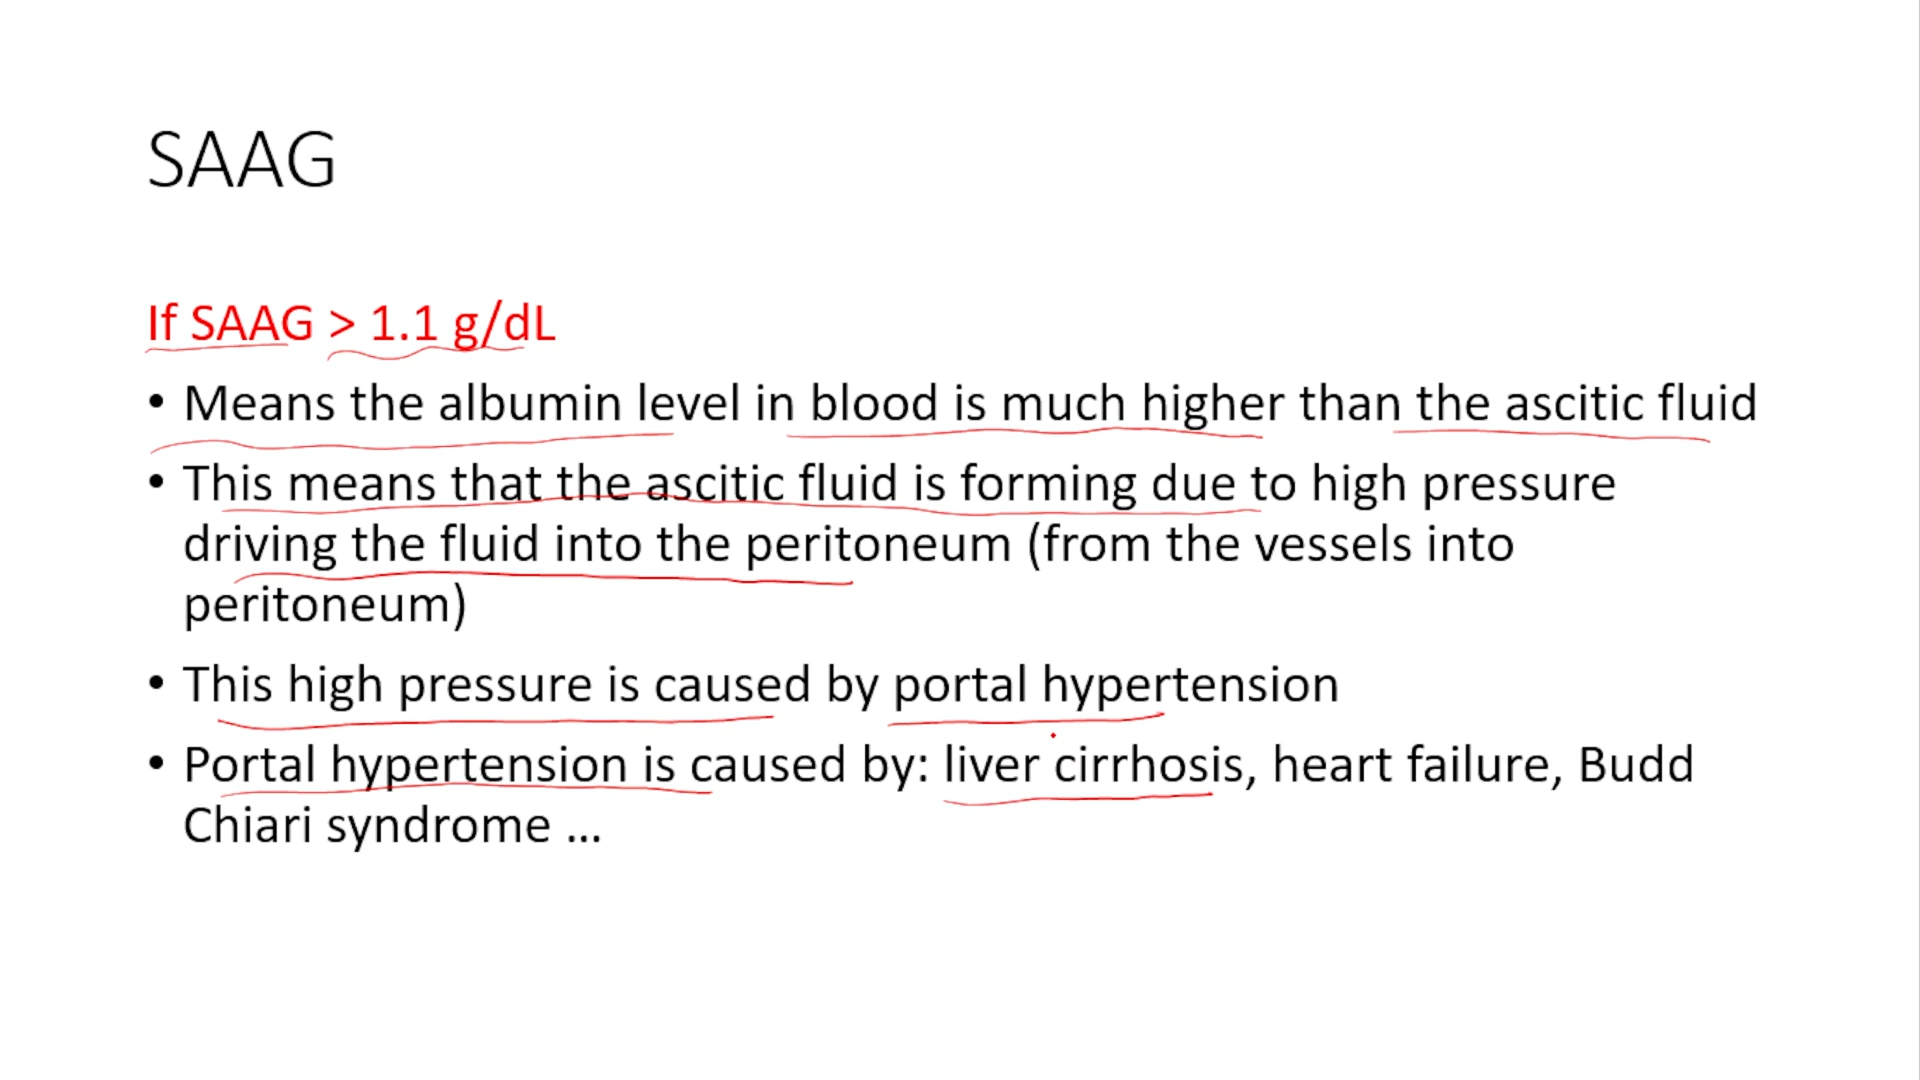 SAAG
If SAAG > 1.1 g/dL
• Means the albumin level in blood is much higher than the ascitic fluid
• This means that the ascitic fluid is forming due to high pressure
driving the fluid into the peritoneum (from the vessels into
peritoneum)
• This high pressure is caused by portal hypertension
• Portal hypertension is caused by: liver cirrhosis, heart failure, Budd
Chiari syndrome ...